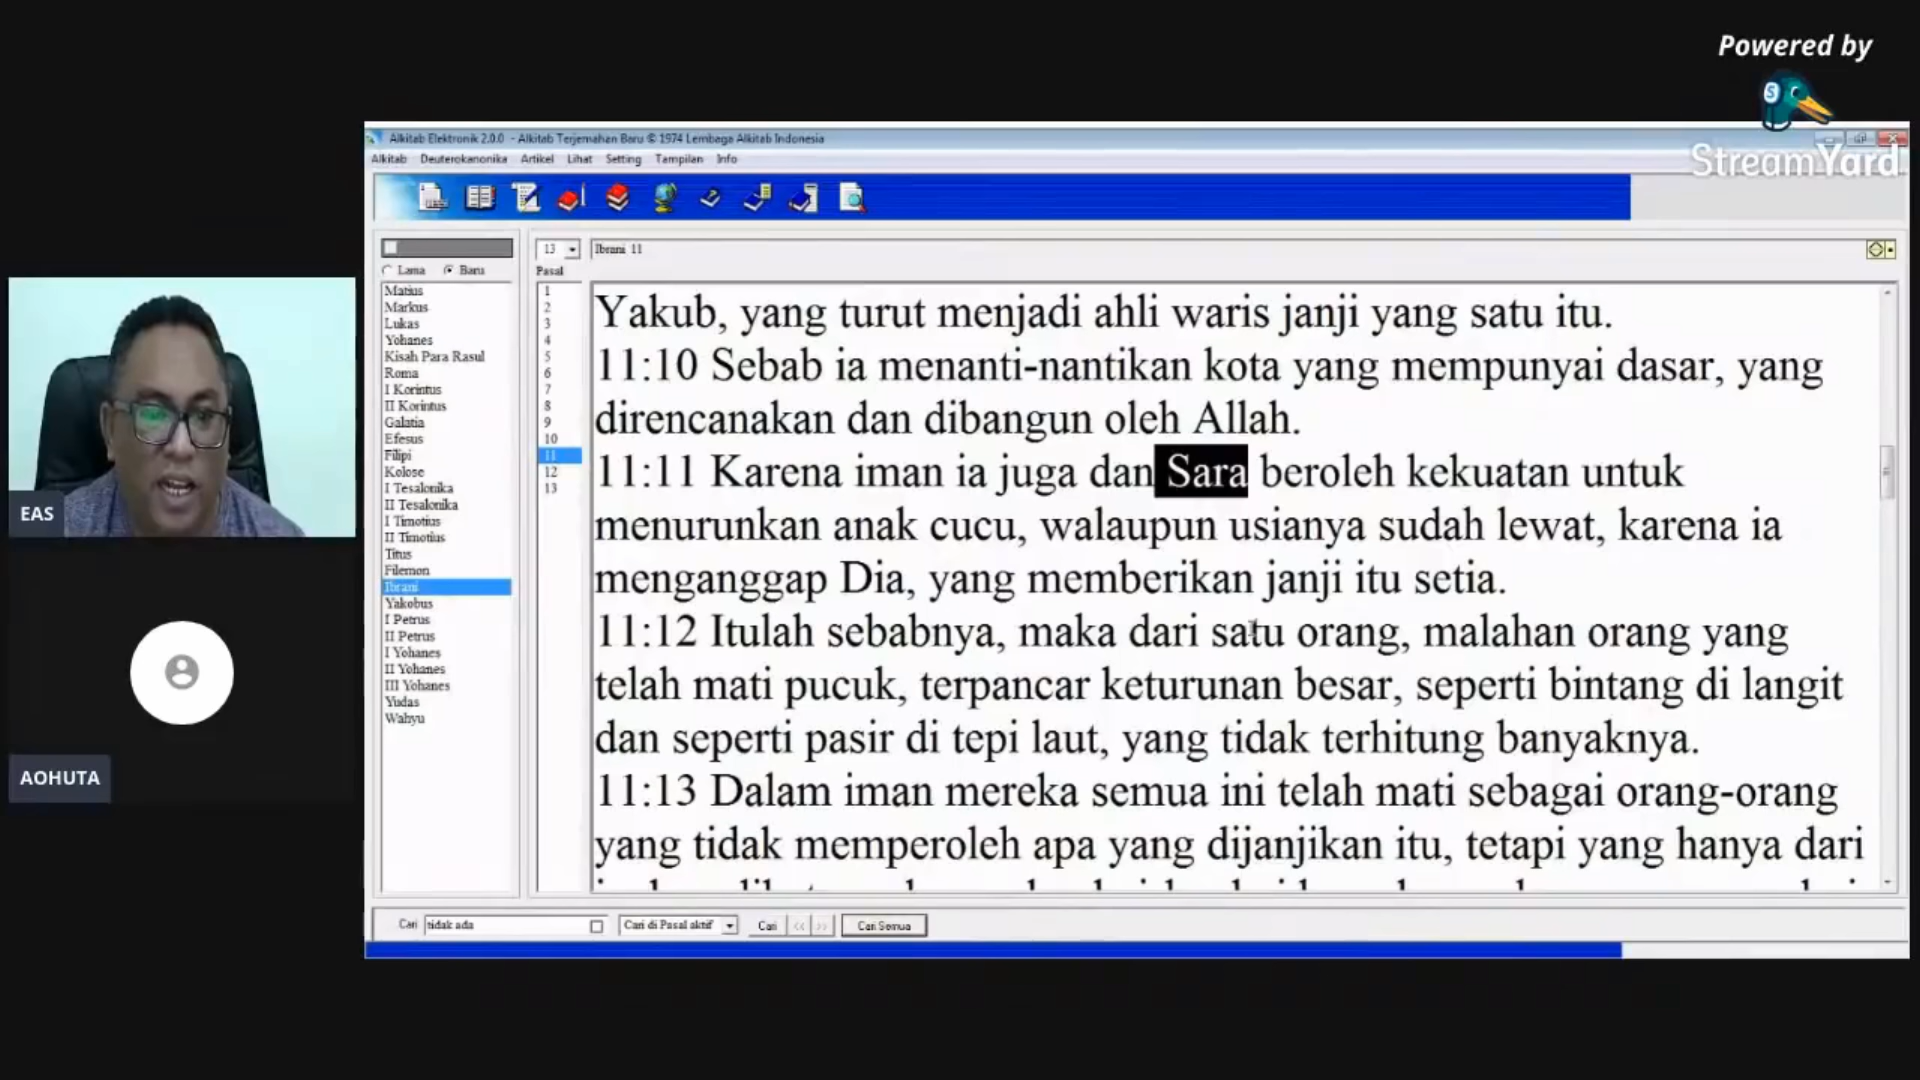 Powered by
StreamYard
Alkitab Elektronik 2.0.0 - Alkitab Terjemahan Baru © 1974 Lembaga Alkitab Indonesia
Alkitab Deuterokanonika Artikel Lihat Setting Tampilan Info
13 Ibrani 11
Lama Baru
Pasal
Matius
Markus
Lukas
Yohanes
Kisah Para Rasul
Roma
I Korintus
II Korintus
Galatia
Efesus
Filipi
Kolose
I Tesalonika
II Tesalonika
I Timotius
II Timotius
Titus
Filemon
Ibrani
Yakobus
I Petrus
II Petrus
I Yohanes
II Yohanes
III Yohanes
Yudas
Wahyu
1
2
3
4
5
6
7
8
9
10
11
12
13
Yakub, yang turut menjadi ahli waris janji yang satu itu.
11:10 Sebab ia menanti-nantikan kota yang mempunyai dasar, yang
direncanakan dan dibangun oleh Allah.
11:11 Karena iman ia juga dan Sara beroleh kekuatan untuk
menurunkan anak cucu, walaupun usianya sudah lewat, karena ia
menganggap Dia, yang memberikan janji itu setia.
11:12 Itulah sebabnya, maka dari satu orang, malahan orang yang
telah mati pucuk, terpancar keturunan besar, seperti bintang di langit
dan seperti pasir di tepi laut, yang tidak terhitung banyaknya.
11:13 Dalam iman mereka semua ini telah mati sebagai orang-orang
yang tidak memperoleh apa yang dijanjikan itu, tetapi yang hanya dari
Cari tidak ada Cari di Pasal aktif Cari << >> Cari Semua
EAS
AOHUTA